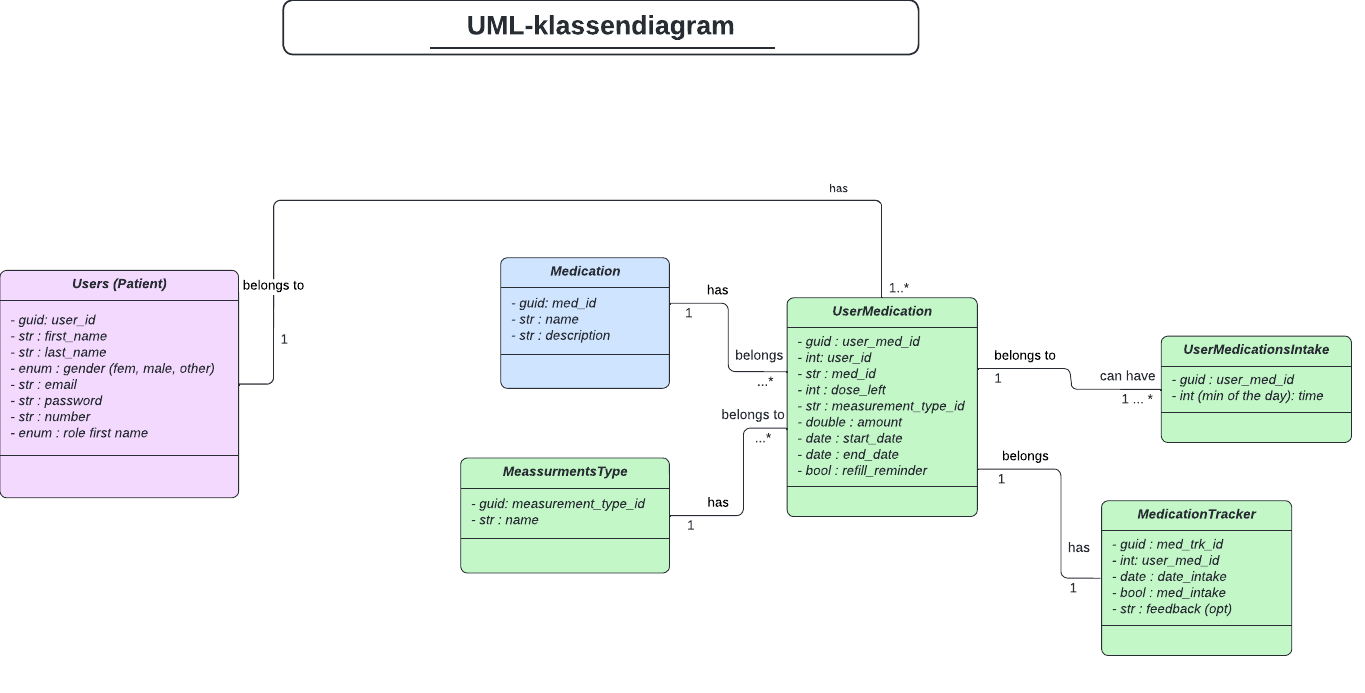 UML-klassendiagram
has
Users (Patient)
- guid: user_id
- str : first_name
- str : last_name
- enum : gender (fem, male, other)
- str : email
- str : password
- str : number
- enum : role first name
belongs to
1
Medication
- guid: med_id
- str : name
- str : description
has
1
belongs
...*
1..*
UserMedication
- guid : user_med_id
- int: user_id
- str : med_id
- int : dose_left
- str : measurement_type_id
- double : amount
- date : start_date
- date : end_date
- bool : refill_reminder
belongs to
...*
MeassurmentsType
- guid: measurement_type_id
- str : name
has
1
belongs to
1
can have
1 ... *
UserMedicationsIntake
- guid : user_med_id
- int (min of the day): time
belongs
1
has
1
MedicationTracker
- guid : med_trk_id
- int: user_med_id
- date : date_intake
- bool : med_intake
- str : feedback (opt)